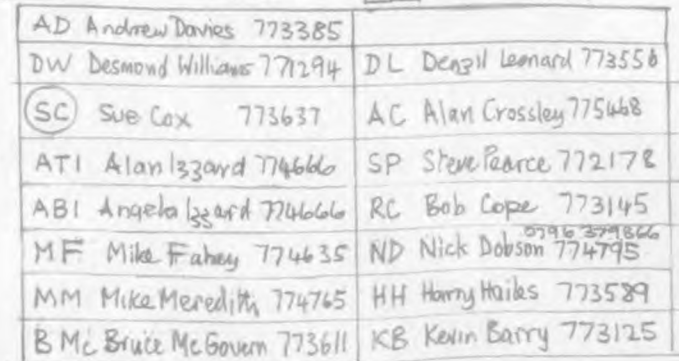 AD Andrew Davies 773385
DW Desmond Williams 771294
SC Sue Cox 773637
ATI Alan Izzard 774666
ABI Angela Izzard 774666
MF Mike Fahey 774635
MM Mike Meredith 774765
B Mc Bruce McGovern 773611
DL Denzil Leonard 773556
AC Alan Crossley 775468
SP Steve Pearce 772178
RC Bob Cope 773145
0796 379866
ND Nick Dobson 774795
HH Harry Hailes 773589
KB Kevin Barry 773125